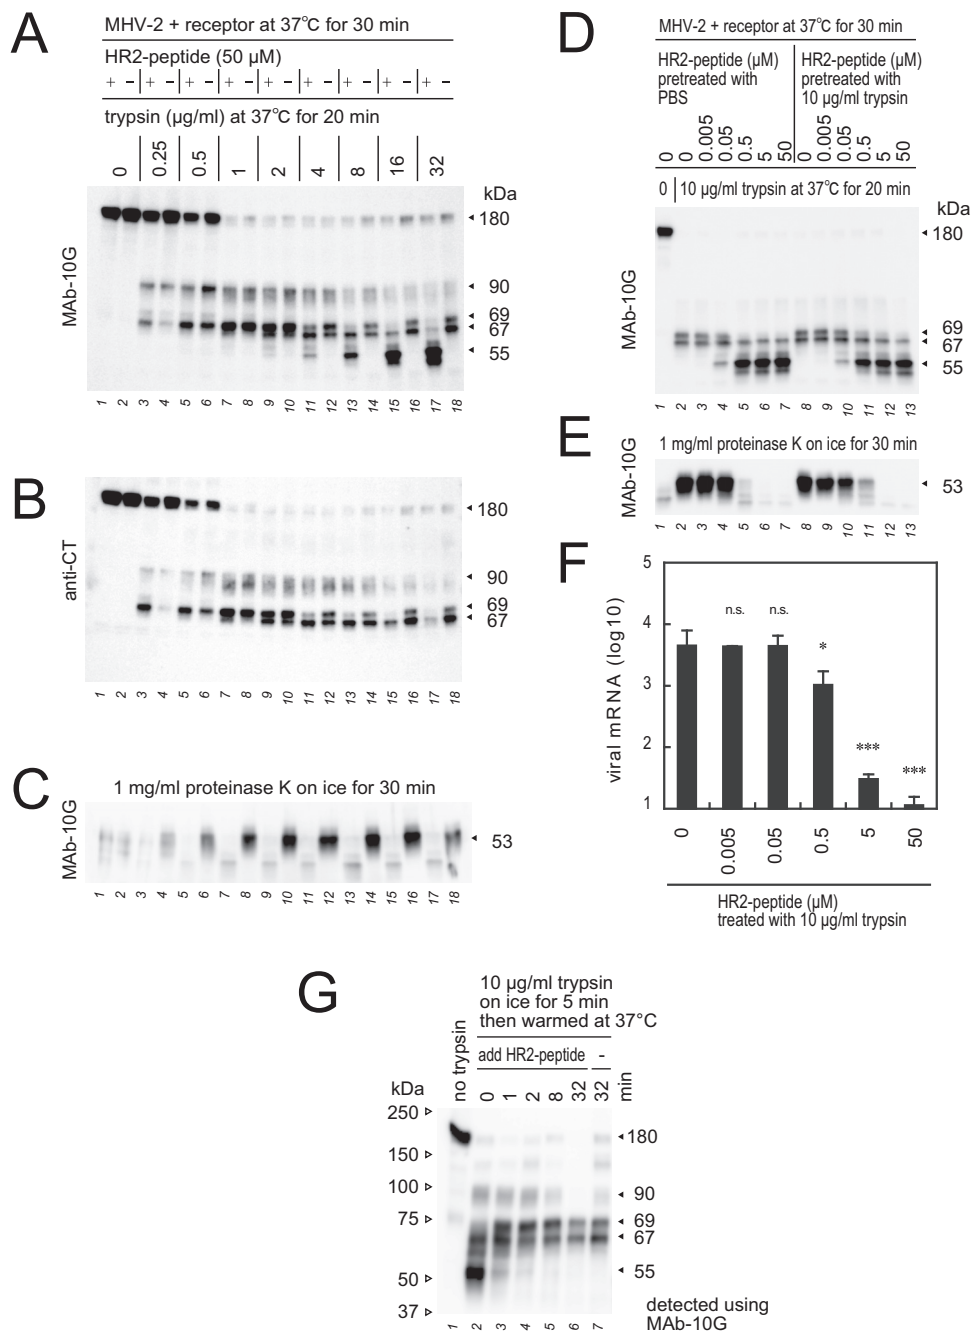 A
MHV-2 + receptor at 37°C for 30 min
HR2-peptide (50 µM)
+ − + − + − + − + − + − + − + − + −
trypsin (µg/ml) at 37°C for 20 min
0 0.25 0.5 1 2 4 8 16 32
kDa
180
90
69
67
55
MAb-10G
1 2 3 4 5 6 7 8 9 10 11 12 13 14 15 16 17 18
B
anti-CT
180
90
69
67
1 2 3 4 5 6 7 8 9 10 11 12 13 14 15 16 17 18
C
1 mg/ml proteinase K on ice for 30 min
MAb-10G
53
1 2 3 4 5 6 7 8 9 10 11 12 13 14 15 16 17 18
D
MHV-2 + receptor at 37°C for 30 min
HR2-peptide (µM)
pretreated with
PBS
HR2-peptide (µM)
pretreated with
10 µg/ml trypsin
0 0 0.005 0.05 0.5 5 50 0 0.005 0.05 0.5 5 50
0 10 µg/ml trypsin at 37°C for 20 min
kDa
180
69
67
55
MAb-10G
1 2 3 4 5 6 7 8 9 10 11 12 13
E
1 mg/ml proteinase K on ice for 30 min
MAb-10G
53
1 2 3 4 5 6 7 8 9 10 11 12 13
F
5
4
3
2
1
viral mRNA (log10)
n.s. n.s. * *** ***
0 0.005 0.05 0.5 5 50
HR2-peptide (µM)
treated with 10 µg/ml trypsin
G
10 µg/ml trypsin
on ice for 5 min
then warmed at 37°C
no trypsin
add HR2-peptide -
0 1 2 8 32 32 min
kDa
250
150
100
75
50
37
180
90
69
67
55
1 2 3 4 5 6 7
detected using
MAb-10G